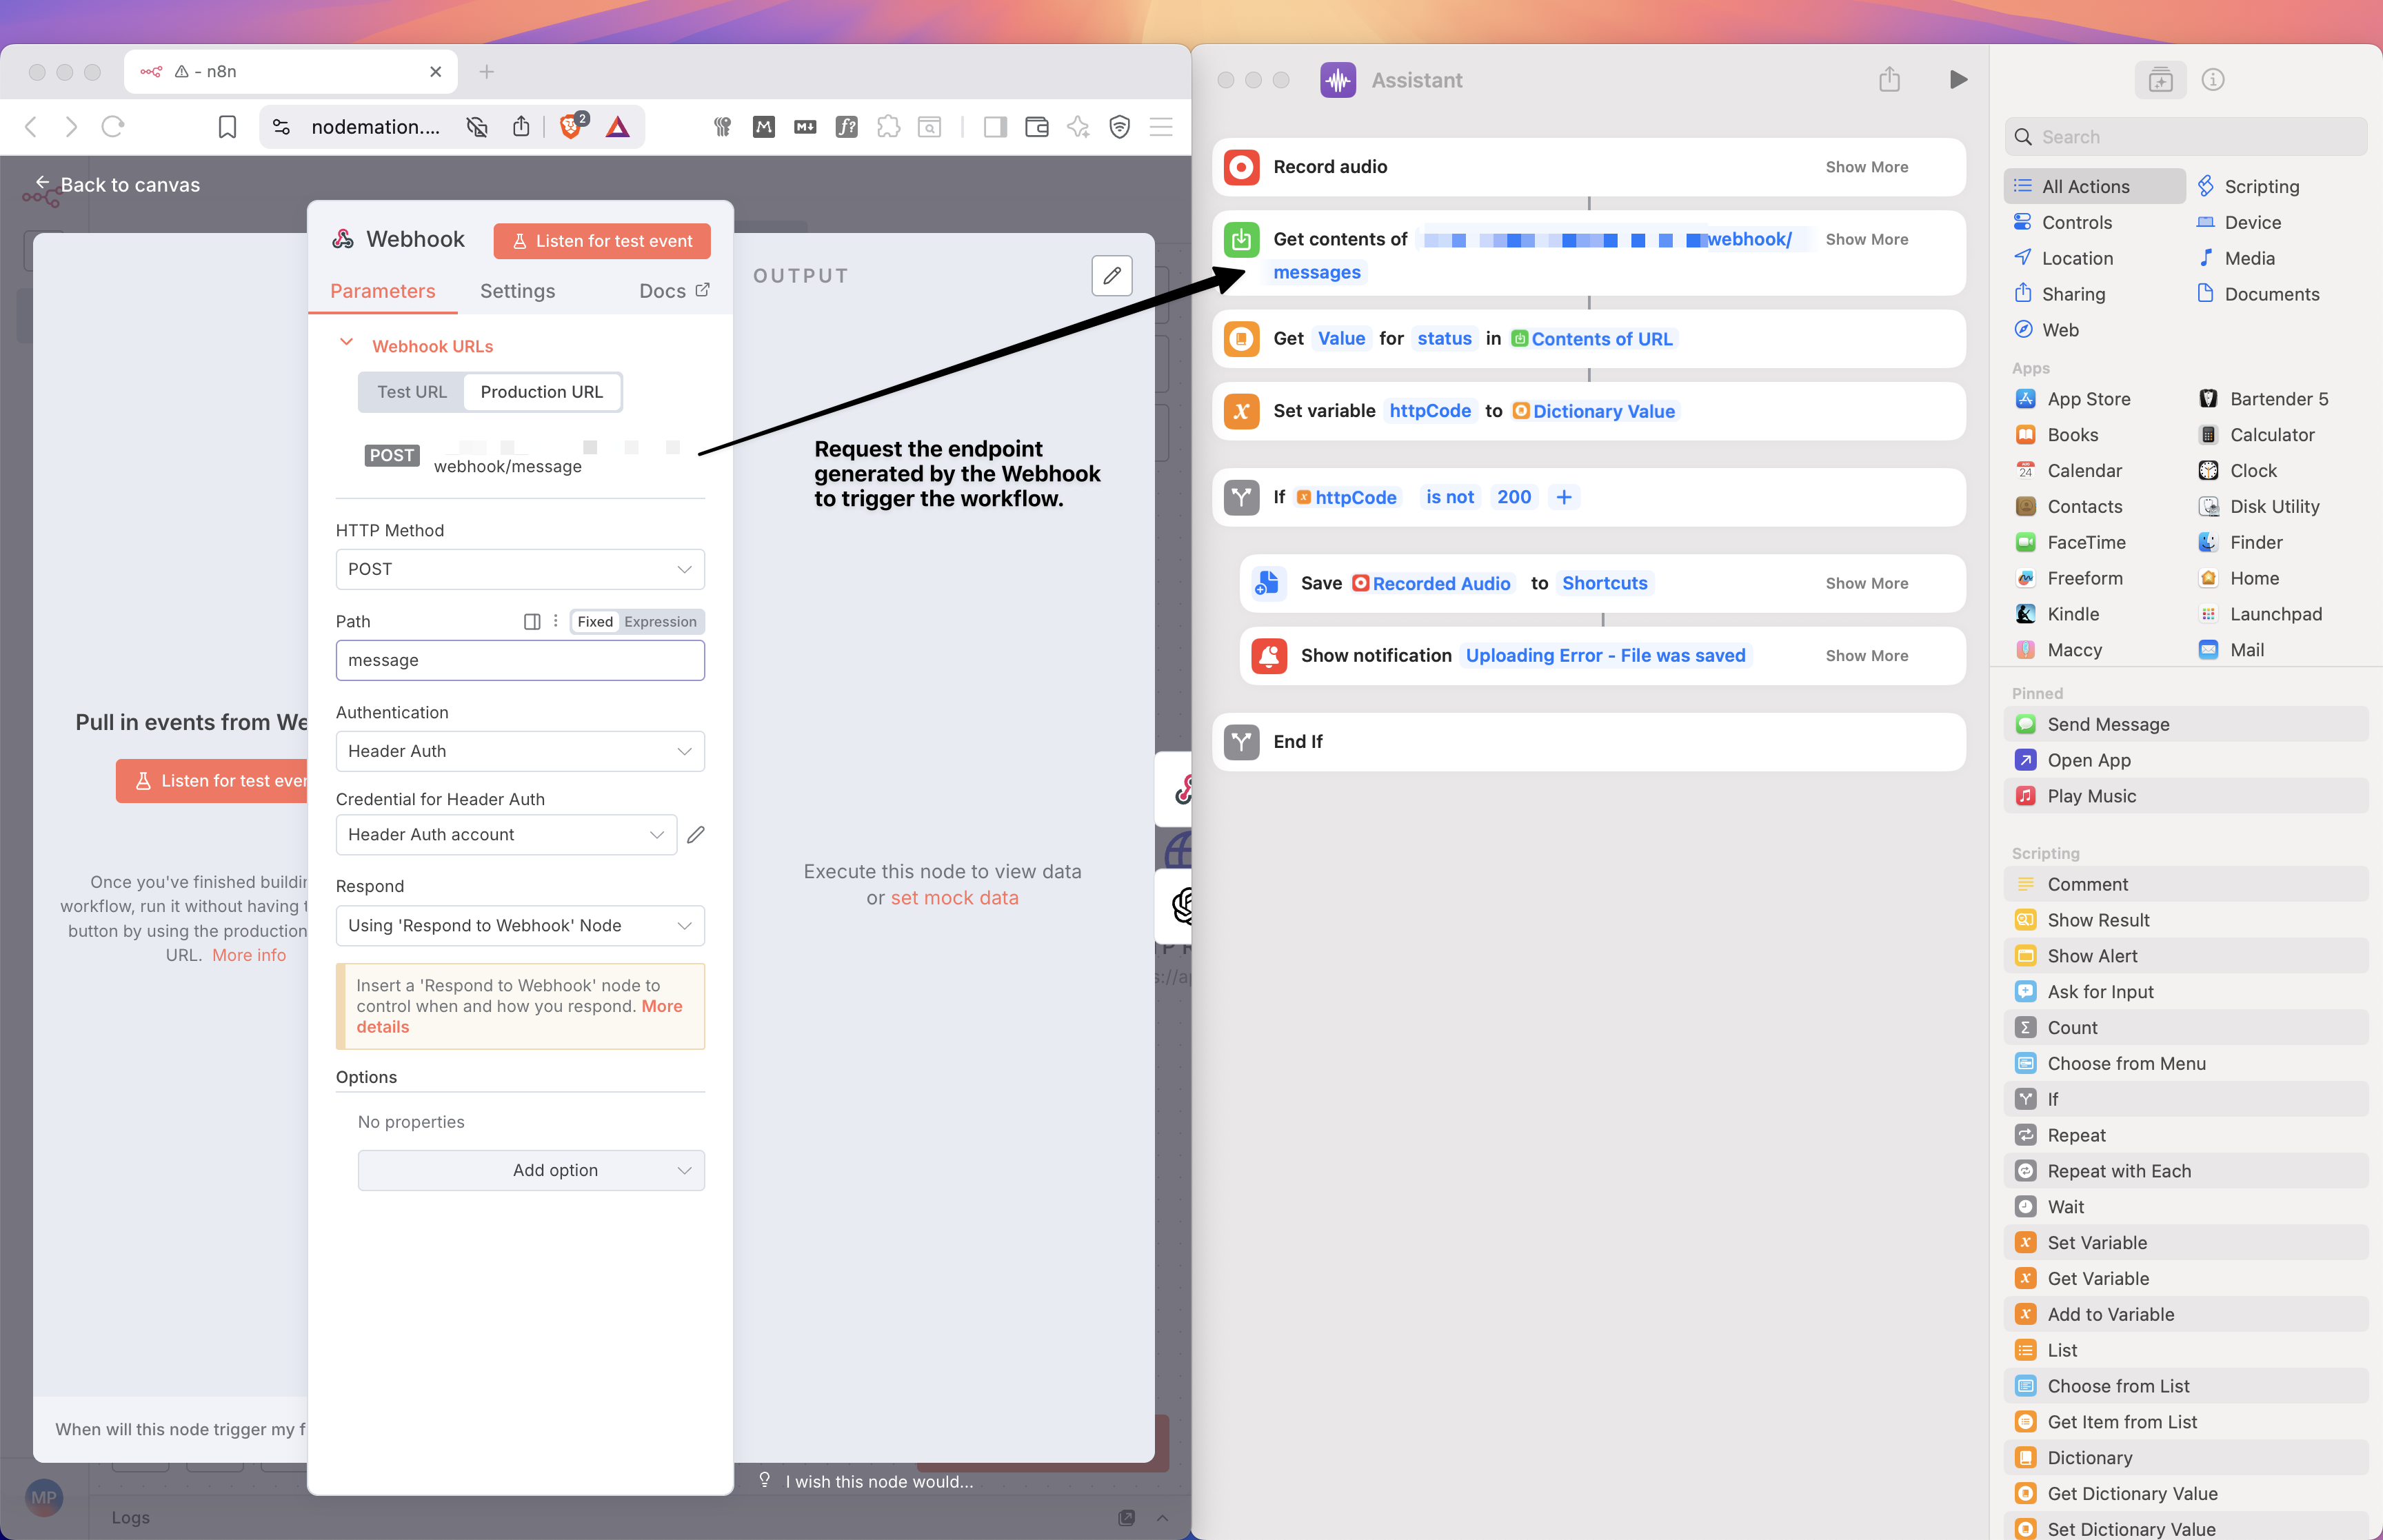 - n8n
nodemation....
2
Back to canvas
Webhook
Listen for test event
Parameters
Settings
Docs
Webhook URLs
Test URL
Production URL
POST
webhook/message
HTTP Method
POST
Path
Fixed
Expression
message
Authentication
Header Auth
Credential for Header Auth
Header Auth account
Respond
Using 'Respond to Webhook' Node
Insert a 'Respond to Webhook' node to
control when and how you respond. More
details
Options
No properties
Add option
Pull in events from We
Listen for test ever
Once you've finished buildin
workflow, run it without having t
button by using the production
URL. More info
When will this node trigger my f
OUTPUT
Request the endpoint
generated by the Webhook
to trigger the workflow.
Execute this node to view data
or set mock data
I wish this node would...
MP
Logs
Assistant
Record audio
Show More
Get contents of
webhook/
Show More
messages
Get Value for status in Contents of URL
Set variable httpCode to Dictionary Value
If httpCode is not 200 +
Save Recorded Audio to Shortcuts
Show More
Show notification Uploading Error - File was saved
Show More
End If
Search
All Actions
Scripting
Controls
Device
Location
Media
Sharing
Documents
Web
Apps
App Store
Bartender 5
Books
Calculator
Calendar
Clock
Contacts
Disk Utility
FaceTime
Finder
Freeform
Home
Kindle
Launchpad
Maccy
Mail
Pinned
Send Message
Open App
Play Music
Scripting
Comment
Show Result
Show Alert
Ask for Input
Count
Choose from Menu
If
Repeat
Repeat with Each
Wait
Set Variable
Get Variable
Add to Variable
List
Choose from List
Get Item from List
Dictionary
Get Dictionary Value
Set Dictionary Value